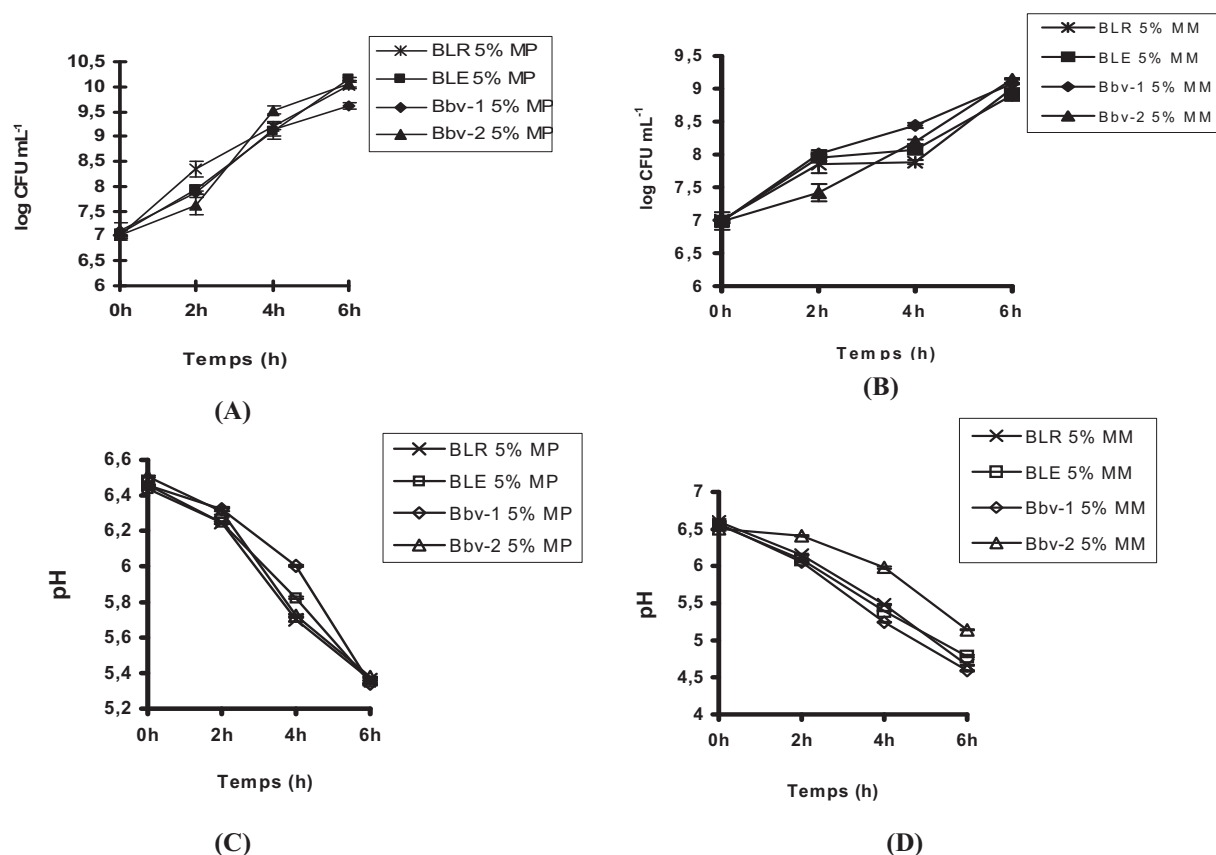 10,5
10
9,5
9
8,5
8
7,5
7
6,5
6
log CFU mL-1
0h 2h 4h 6h
Temps (h)
BLR 5% MP
BLE 5% MP
Bbv-1 5% MP
Bbv-2 5% MP
(A)
9,5
9
8,5
8
7,5
7
6,5
6
log CFU mL-1
0h 2h 4h 6h
Temps (h)
BLR 5% MM
BLE 5% MM
Bbv-1 5% MM
Bbv-2 5% MM
(B)
6,6
6,4
6,2
6
5,8
5,6
5,4
5,2
pH
0h 2h 4h 6h
Temps (h)
BLR 5% MP
BLE 5% MP
Bbv-1 5% MP
Bbv-2 5% MP
(C)
7
6,5
6
5,5
5
4,5
4
pH
0h 2h 4h 6h
Temps (h)
BLR 5% MM
BLE 5% MM
Bbv-1 5% MM
Bbv-2 5% MM
(D)